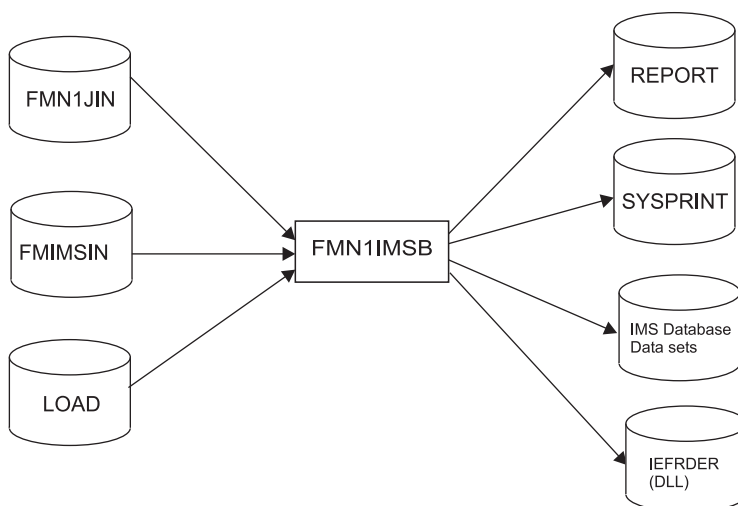 FMN1JIN
FMIMSIN
LOAD
FMN1IMSB
REPORT
SYSPRINT
IMS Database
Data sets
IEFRDER
(DLL)